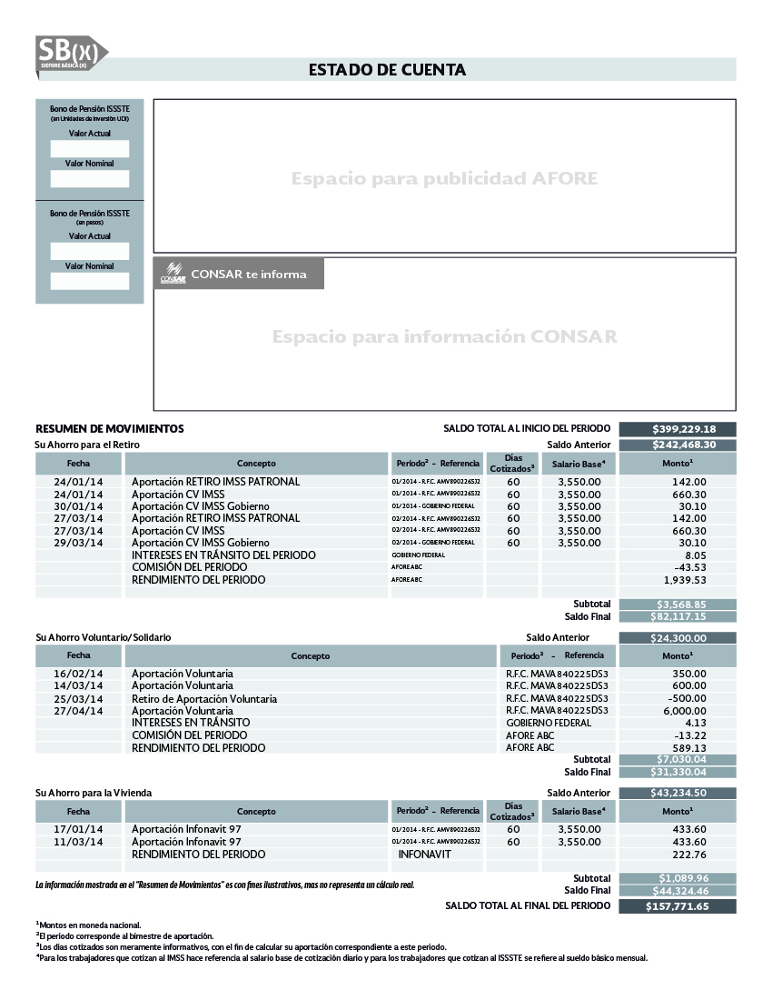 SB(X)
SIEFORE BÁSICA (X)
ESTADO DE CUENTA
Bono de Pensión ISSSTE
(en Unidades de Inversión UDI)
Valor Actual
Valor Nominal
Bono de Pensión ISSSTE
(en pesos)
Valor Actual
Valor Nominal
Espacio para publicidad AFORE
CONSAR CONSAR te informa
Espacio para información CONSAR
RESUMEN DE MOVIMIENTOS SALDO TOTAL AL INICIO DEL PERIODO $399,229.18
Su Ahorro para el Retiro Saldo Anterior $242,468.30
Fecha Concepto Periodo² - Referencia Días Cotizados³ Salario Base⁴ Monto¹
24/01/14 Aportación RETIRO IMSS PATRONAL 01/2014 - R.F.C. AMV8902265J2 60 3,550.00 142.00
24/01/14 Aportación CV IMSS 01/2014 - R.F.C. AMV8902265J2 60 3,550.00 660.30
30/01/14 Aportación CV IMSS Gobierno 01/2014 - GOBIERNO FEDERAL 60 3,550.00 30.10
27/03/14 Aportación RETIRO IMSS PATRONAL 02/2014 - R.F.C. AMV8902265J2 60 3,550.00 142.00
27/03/14 Aportación CV IMSS 02/2014 - R.F.C. AMV8902265J2 60 3,550.00 660.30
29/03/14 Aportación CV IMSS Gobierno 02/2014 - GOBIERNO FEDERAL 60 3,550.00 30.10
INTERESES EN TRÁNSITO DEL PERIODO GOBIERNO FEDERAL 8.05
COMISIÓN DEL PERIODO AFORE ABC -43.53
RENDIMIENTO DEL PERIODO AFORE ABC 1,939.53
Subtotal $3,568.85
Saldo Final $82,117.15
Su Ahorro Voluntario/Solidario Saldo Anterior $24,300.00
Fecha Concepto Periodo² - Referencia Monto¹
16/02/14 Aportación Voluntaria R.F.C. MAVA840225DS3 350.00
14/03/14 Aportación Voluntaria R.F.C. MAVA840225DS3 600.00
25/03/14 Retiro de Aportación Voluntaria R.F.C. MAVA840225DS3 -500.00
27/04/14 Aportación Voluntaria R.F.C. MAVA840225DS3 6,000.00
INTERESES EN TRÁNSITO GOBIERNO FEDERAL 4.13
COMISIÓN DEL PERIODO AFORE ABC -13.22
RENDIMIENTO DEL PERIODO AFORE ABC 589.13
Subtotal $7,030.04
Saldo Final $31,330.04
Su Ahorro para la Vivienda Saldo Anterior $43,234.50
Fecha Concepto Periodo² - Referencia Días Cotizados³ Salario Base⁴ Monto¹
17/01/14 Aportación Infonavit 97 01/2014 - R.F.C. AMV8902265J2 60 3,550.00 433.60
11/03/14 Aportación Infonavit 97 01/2014 - R.F.C. AMV8902265J2 60 3,550.00 433.60
RENDIMIENTO DEL PERIODO INFONAVIT 222.76
Subtotal $1,089.96
La información mostrada en el "Resumen de Movimientos" es con fines ilustrativos, mas no representa un cálculo real.
Saldo Final $44,324.46
SALDO TOTAL AL FINAL DEL PERIODO $157,771.65
¹Montos en moneda nacional.
²El periodo corresponde al bimestre de aportación.
³Los días cotizados son meramente informativos, con el fin de calcular su aportación correspondiente a este periodo.
⁴Para los trabajadores que cotizan al IMSS hace referencia al salario base de cotización diario y para los trabajadores que cotizan al ISSSTE se refiere al sueldo básico mensual.